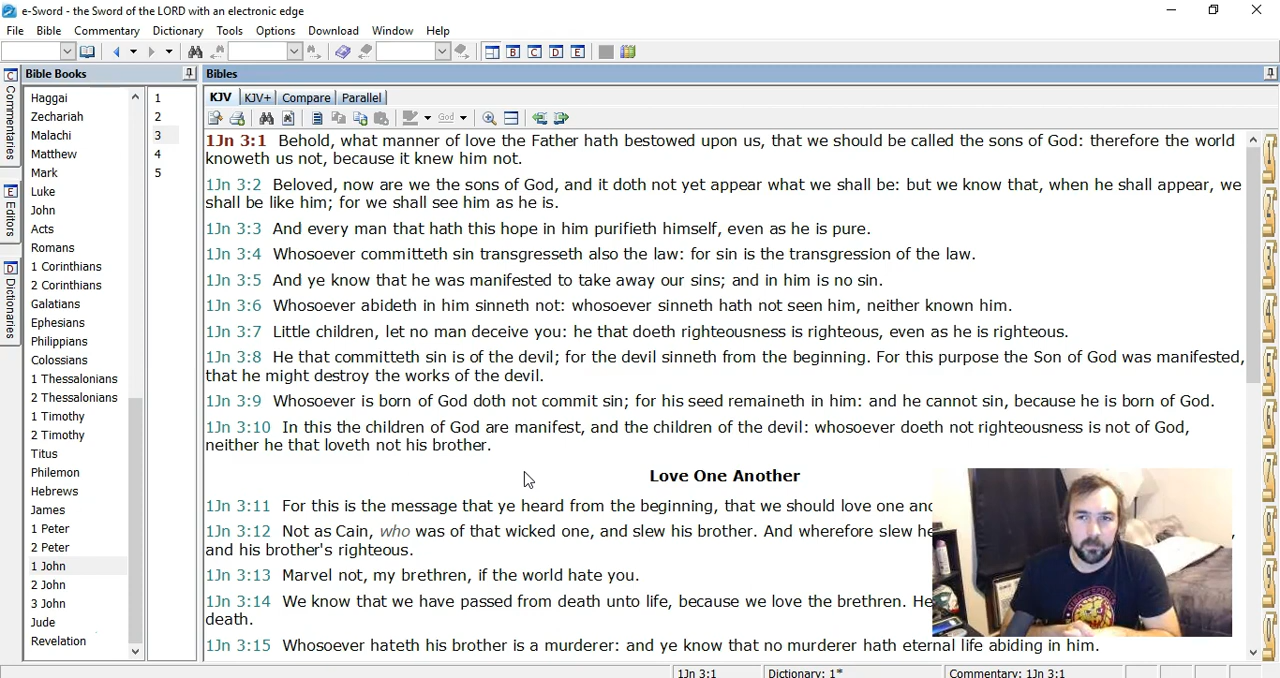 e-Sword - the Sword of the LORD with an electronic edge
File Bible Commentary Dictionary Tools Options Download Window Help
B C D E
C Commentaries
E Editors
D Dictionaries
Bible Books
Haggai
Zechariah
Malachi
Matthew
Mark
Luke
John
Acts
Romans
1 Corinthians
2 Corinthians
Galatians
Ephesians
Philippians
Colossians
1 Thessalonians
2 Thessalonians
1 Timothy
2 Timothy
Titus
Philemon
Hebrews
James
1 Peter
2 Peter
1 John
2 John
3 John
Jude
Revelation
1
2
3
4
5
Bibles
KJV KJV+ Compare Parallel
God
1Jn 3:1 Behold, what manner of love the Father hath bestowed upon us, that we should be called the sons of God: therefore the world
knoweth us not, because it knew him not.
1Jn 3:2 Beloved, now are we the sons of God, and it doth not yet appear what we shall be: but we know that, when he shall appear, we
shall be like him; for we shall see him as he is.
1Jn 3:3 And every man that hath this hope in him purifieth himself, even as he is pure.
1Jn 3:4 Whosoever committeth sin transgresseth also the law: for sin is the transgression of the law.
1Jn 3:5 And ye know that he was manifested to take away our sins; and in him is no sin.
1Jn 3:6 Whosoever abideth in him sinneth not: whosoever sinneth hath not seen him, neither known him.
1Jn 3:7 Little children, let no man deceive you: he that doeth righteousness is righteous, even as he is righteous.
1Jn 3:8 He that committeth sin is of the devil; for the devil sinneth from the beginning. For this purpose the Son of God was manifested,
that he might destroy the works of the devil.
1Jn 3:9 Whosoever is born of God doth not commit sin; for his seed remaineth in him: and he cannot sin, because he is born of God.
1Jn 3:10 In this the children of God are manifest, and the children of the devil: whosoever doeth not righteousness is not of God,
neither he that loveth not his brother.
Love One Another
1Jn 3:11 For this is the message that ye heard from the beginning, that we should love one
1Jn 3:12 Not as Cain, who was of that wicked one, and slew his brother. And wherefore slew he
and his brother's righteous.
1Jn 3:13 Marvel not, my brethren, if the world hate you.
1Jn 3:14 We know that we have passed from death unto life, because we love the brethren. He
death.
1Jn 3:15 Whosoever hateth his brother is a murderer: and ye know that no murderer hath eternal life abiding in him.
1Jn 3:1 Dictionary: 1* Commentary: 1Jn 3:1